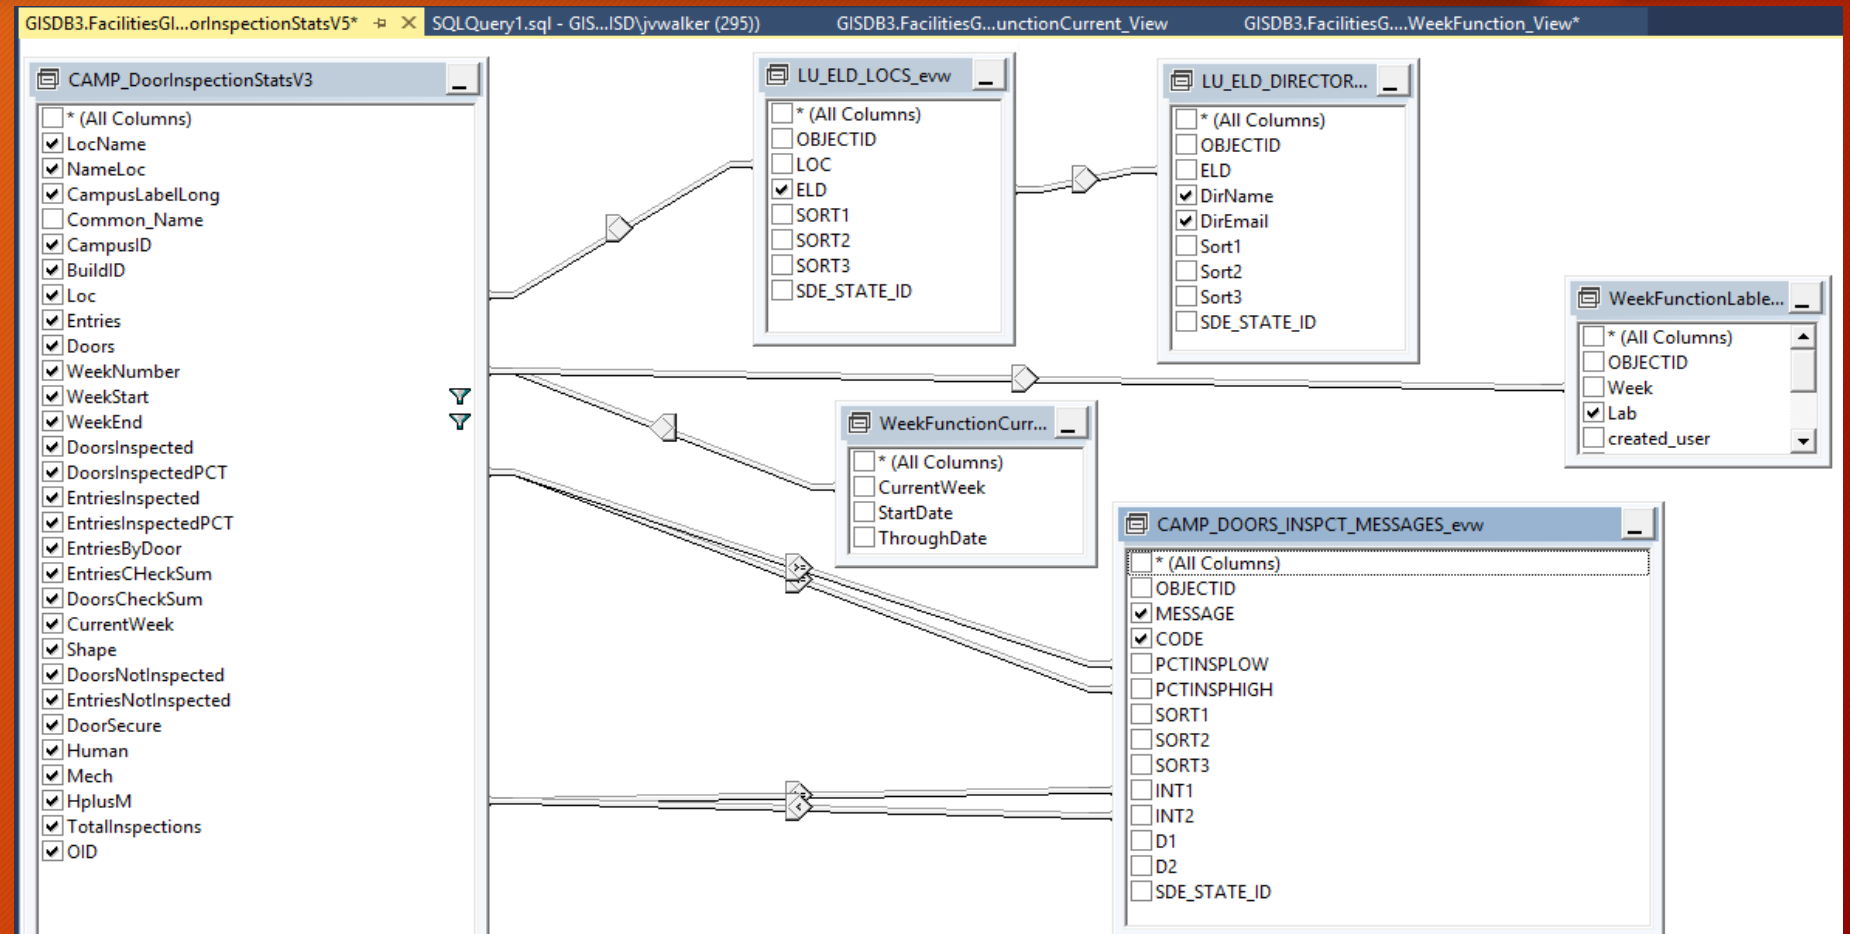 GISDB3.FacilitiesGI...orInspectionStatsV5*
SQLQuery1.sql - GIS...ISD\jvwalker (295))
GISDB3.FacilitiesG...unctionCurrent_View
GISDB3.FacilitiesG....WeekFunction_View*
CAMP_DoorInspectionStatsV3
* (All Columns)
LocName
NameLoc
CampusLabelLong
Common_Name
CampusID
BuildID
Loc
Entries
Doors
WeekNumber
WeekStart
WeekEnd
DoorsInspected
DoorsInspectedPCT
EntriesInspected
EntriesInspectedPCT
EntriesByDoor
EntriesCHeckSum
DoorsCheckSum
CurrentWeek
Shape
DoorsNotInspected
EntriesNotInspected
DoorSecure
Human
Mech
HplusM
TotalInspections
OID
LU_ELD_LOCS_evw
* (All Columns)
OBJECTID
LOC
ELD
SORT1
SORT2
SORT3
SDE_STATE_ID
LU_ELD_DIRECTOR...
* (All Columns)
OBJECTID
ELD
DirName
DirEmail
Sort1
Sort2
Sort3
SDE_STATE_ID
WeekFunctionLable...
* (All Columns)
OBJECTID
Week
Lab
created_user
WeekFunctionCurr...
* (All Columns)
CurrentWeek
StartDate
ThroughDate
CAMP_DOORS_INSPCT_MESSAGES_evw
* (All Columns)
OBJECTID
MESSAGE
CODE
PCTINSPLOW
PCTINSPHIGH
SORT1
SORT2
SORT3
INT1
INT2
D1
D2
SDE_STATE_ID